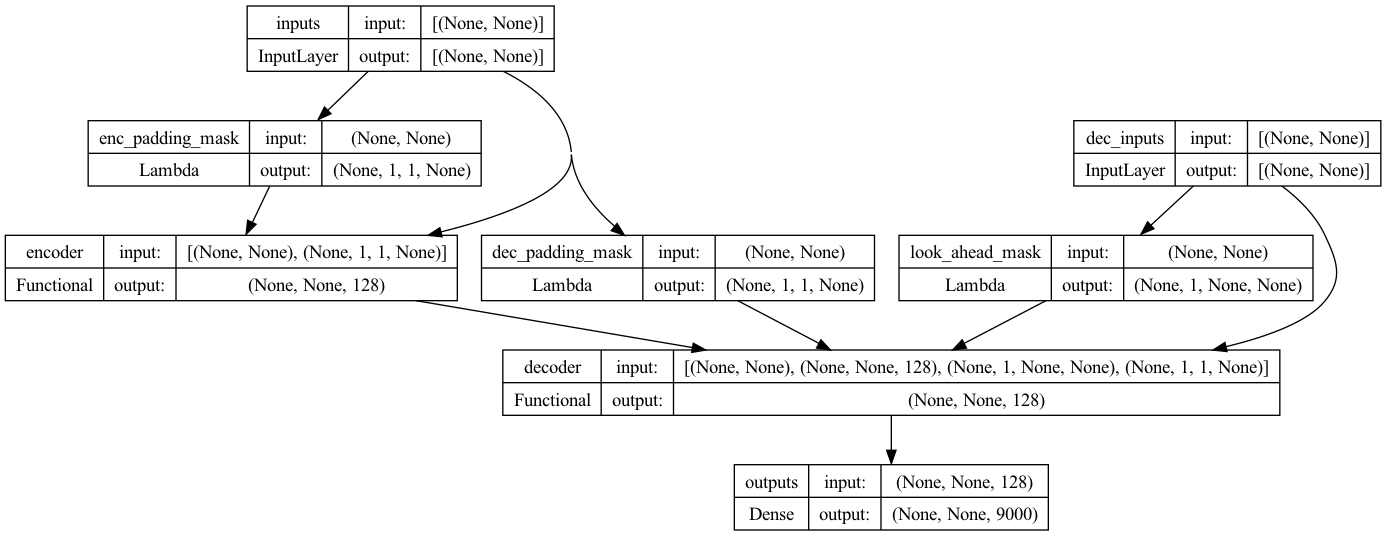 inputs input: [(None, None)]
InputLayer output: [(None, None)]
enc_padding_mask input: (None, None)
Lambda output: (None, 1, 1, None)
dec_inputs input: [(None, None)]
InputLayer output: [(None, None)]
encoder input: [(None, None), (None, 1, 1, None)]
Functional output: (None, None, 128)
dec_padding_mask input: (None, None)
Lambda output: (None, 1, 1, None)
look_ahead_mask input: (None, None)
Lambda output: (None, 1, None, None)
decoder input: [(None, None), (None, None, 128), (None, 1, None, None), (None, 1, 1, None)]
Functional output: (None, None, 128)
outputs input: (None, None, 128)
Dense output: (None, None, 9000)